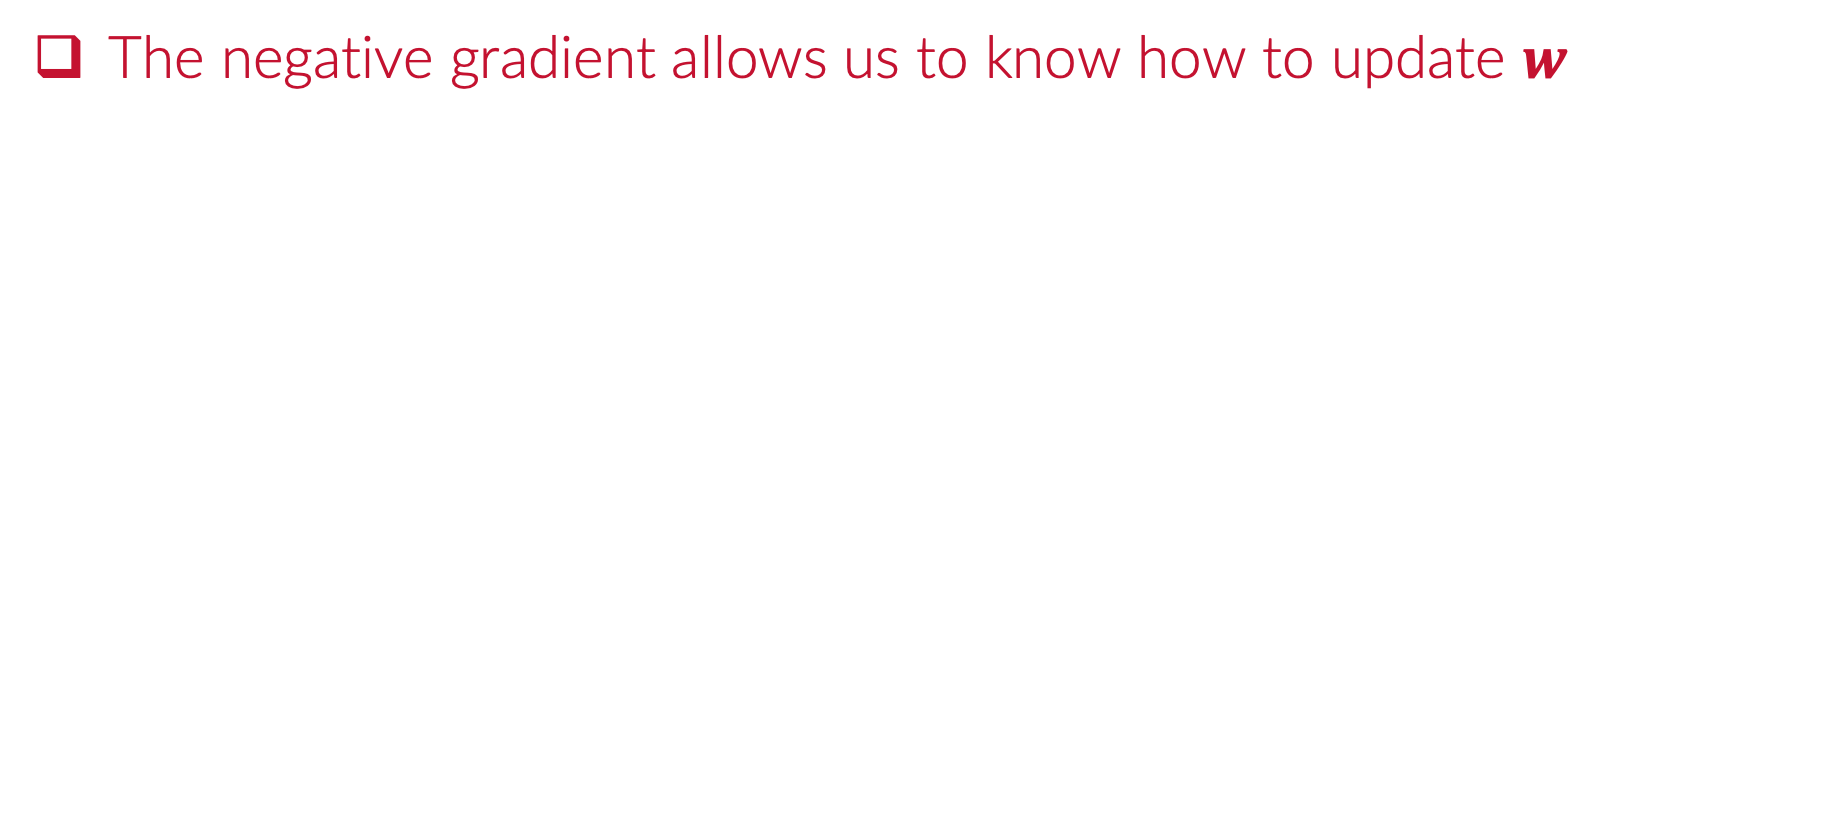 ❑ The negative gradient allows us to know how to update w